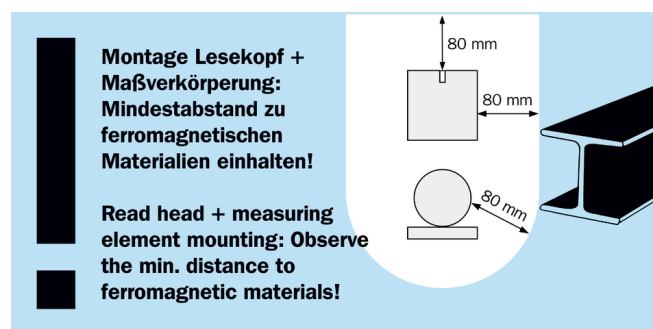 Montage Lesekopf +
Maßverkörperung:
Mindestabstand zu
ferromagnetischen
Materialien einhalten!
Read head + measuring
element mounting: Observe
the min. distance to
ferromagnetic materials!
80 mm
80 mm
80 mm